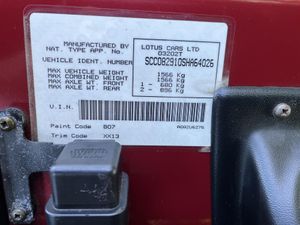 MANUFACTURED BY LOTUS CARS LTD
NAT. TYPE APP. No. 03202T
VEHICLE IDENT. NUMBER SCC082910SHA64026
MAX VEHICLE WEIGHT 1566 Kg
MAX COMBINED WEIGHT 1566 Kg
MAX AXLE WT. FRONT 1 - 680 Kg
MAX AXLE WT. REAR 2 - 896 Kg
V.I.N.
Paint Code B07
Trim Code XX13